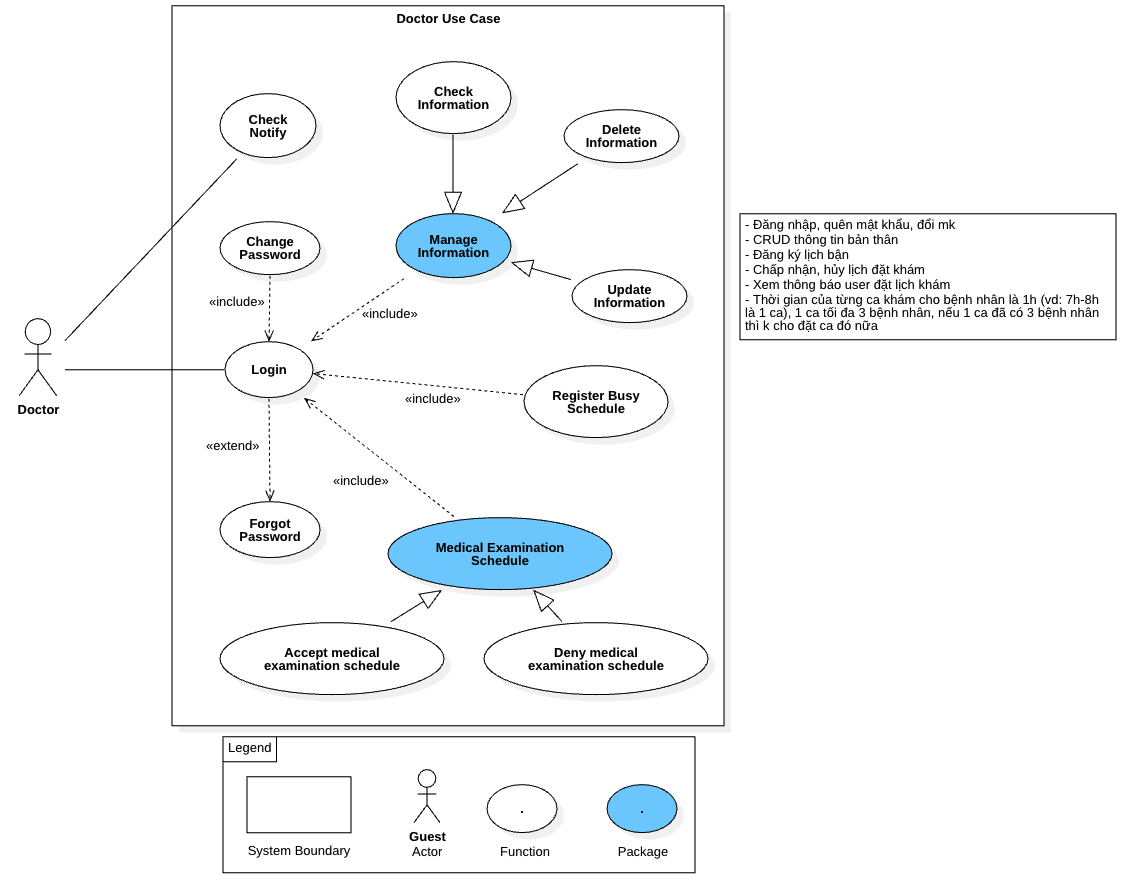 Doctor Use Case
Check
Information
Check
Notify
Delete
Information
Change
Password
Manage
Information
«include»
«include»
Update
Information
- Đăng nhập, quên mật khẩu, đổi mk
- CRUD thông tin bản thân
- Đăng ký lịch bận
- Chấp nhận, hủy lịch đặt khám
- Xem thông báo user đặt lịch khám
- Thời gian của từng ca khám cho bệnh nhân là 1h (vd: 7h-8h
là 1 ca), 1 ca tối đa 3 bệnh nhân, nếu 1 ca đã có 3 bệnh nhân
thì k cho đặt ca đó nữa
Doctor
Login
«include»
Register Busy
Schedule
«extend»
«include»
Forgot
Password
Medical Examination
Schedule
Accept medical
examination schedule
Deny medical
examination schedule
Legend
System Boundary
Guest
Actor
.
Function
.
Package